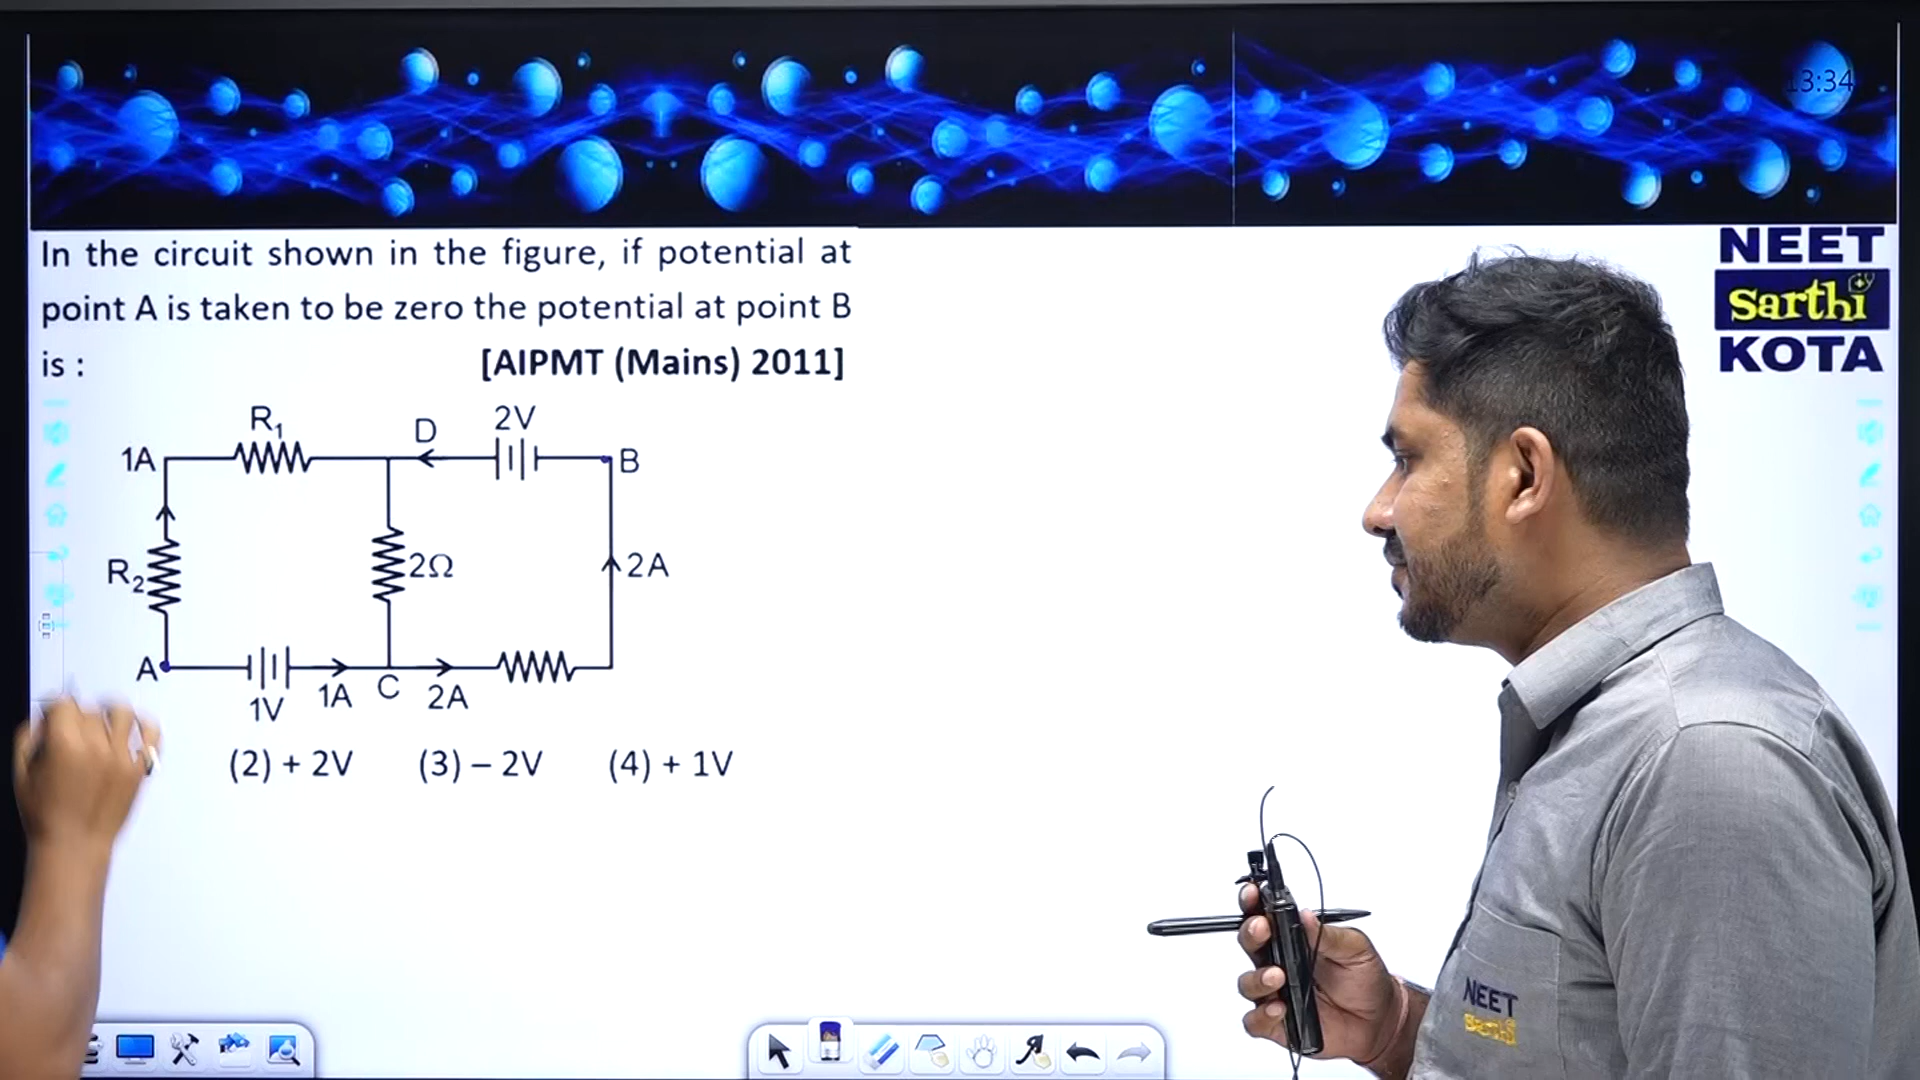 13:34
In the circuit shown in the figure, if potential at
point A is taken to be zero the potential at point B
is : [AIPMT (Mains) 2011]
NEET
Sarthi
KOTA
R₁
D
2V
1A
B
R₂
2Ω
2A
A
1V
1A
C
2A
(2) + 2V (3) – 2V (4) + 1V
NEET
Sarthi